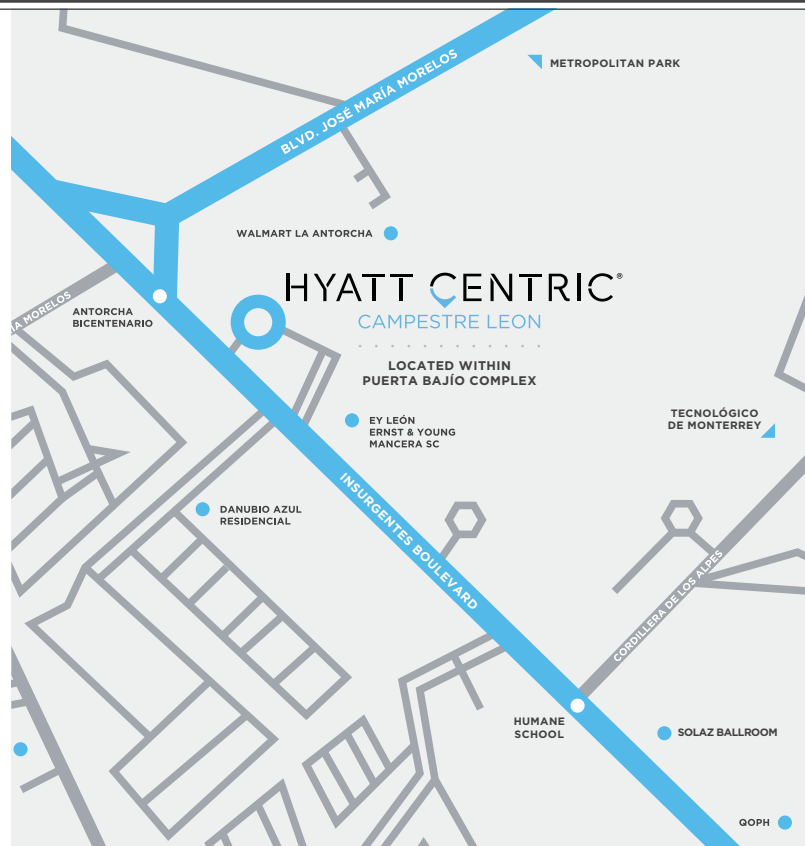 METROPOLITAN PARK
BLVD. JOSÉ MARÍA MORELOS
WALMART LA ANTORCHA
HYATT CENTRIC®
CAMPESTRE LEON
LOCATED WITHIN
PUERTA BAJÍO COMPLEX
ANTORCHA
BICENTENARIO
MORELOS
EY LEÓN
ERNST & YOUNG
MANCERA SC
TECNOLÓGICO
DE MONTERREY
DANUBIO AZUL
RESIDENCIAL
INSURGENTES BOULEVARD
CORDILLERA DE LOS ALPES
HUMANE
SCHOOL
SOLAZ BALLROOM
QOPH